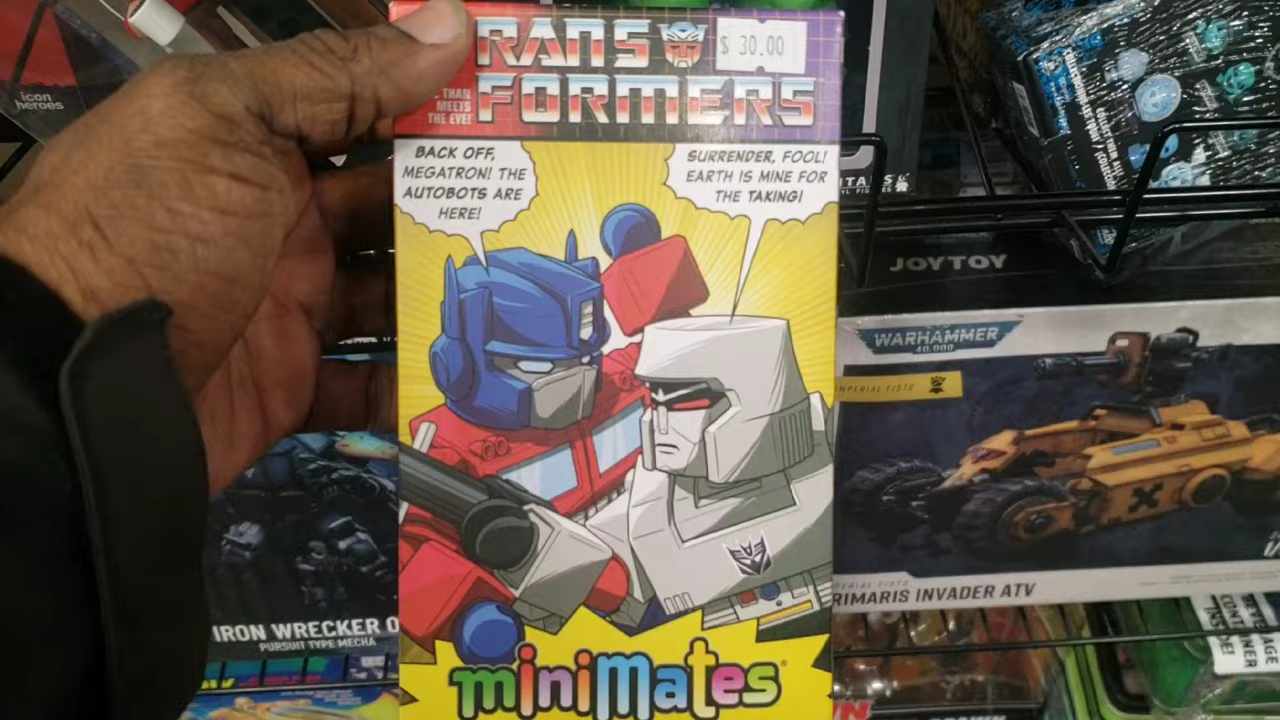 icon
heroes
RANS
FORMERS
$ 30.00
THAN
MEETS
THE EYE!
BACK OFF,
MEGATRON! THE
AUTOBOTS ARE
HERE!
SURRENDER, FOOL!
EARTH IS MINE FOR
THE TAKING!
miniMates
JOYTOY
WARHAMMER
40,000
IMPERIAL FISTS
RIMARIS INVADER ATV
IRON WRECKER 0
PURSUIT TYPE MECHA